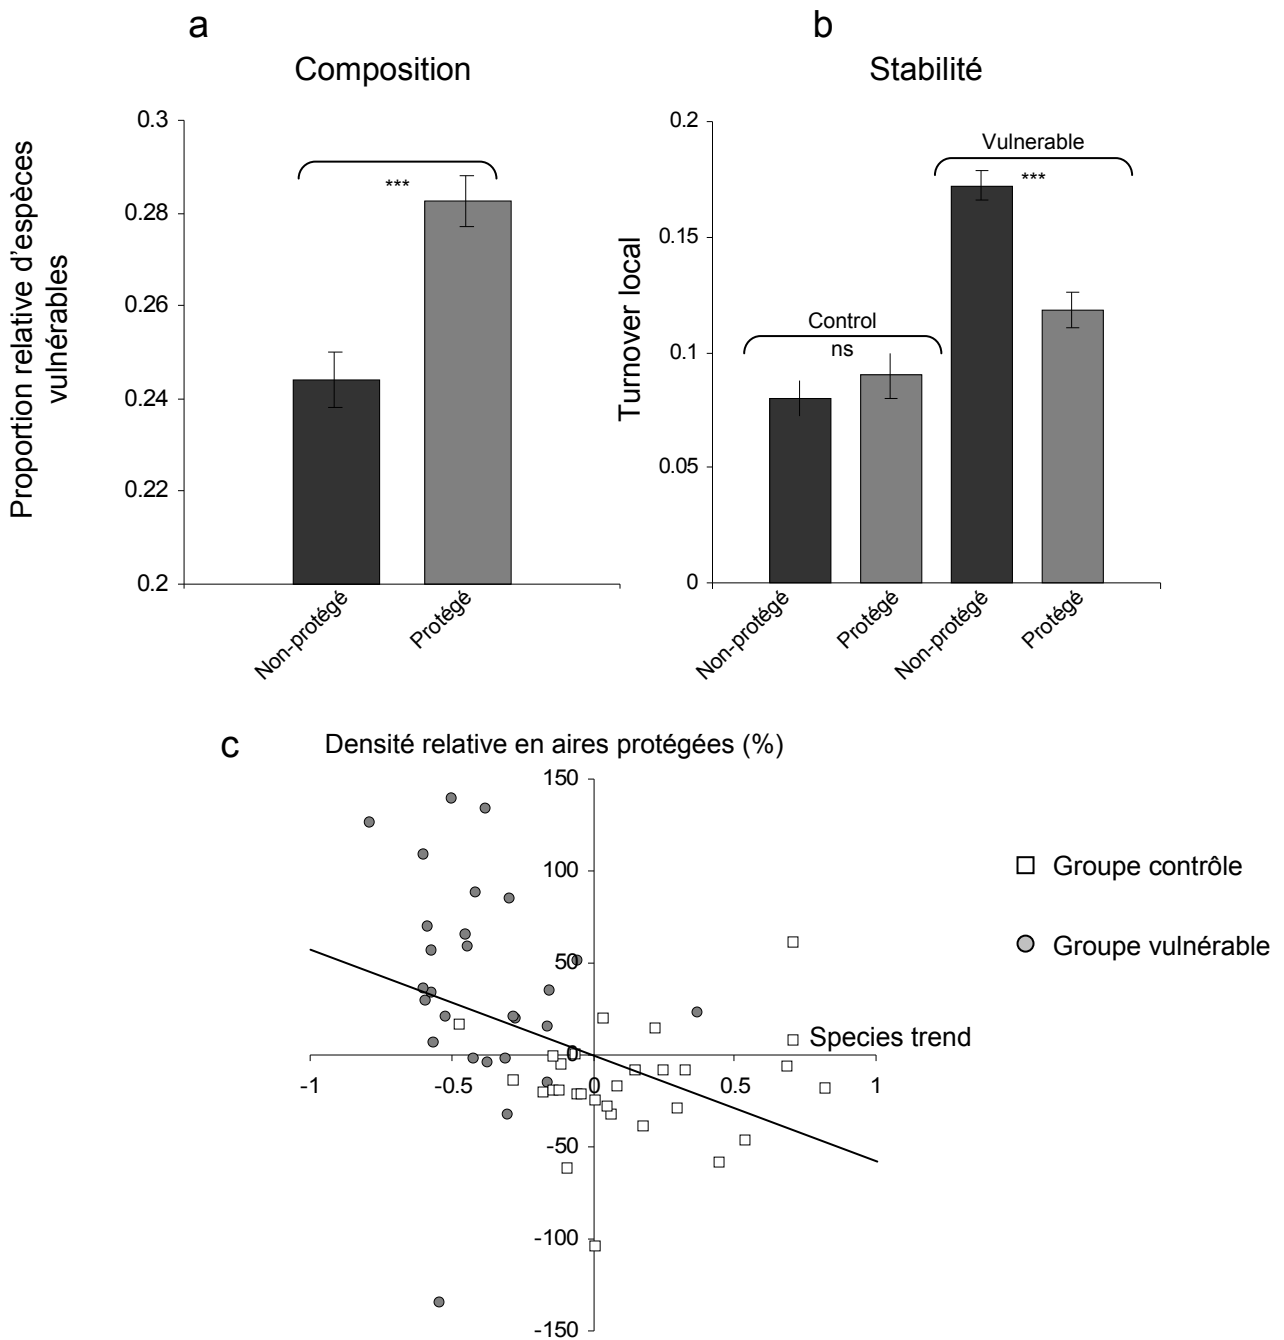 a
Composition
Proportion relative d'espèces
vulnérables
0.3
0.28
0.26
0.24
0.22
0.2
***
Non-protégé
Protégé
b
Stabilité
Turnover local
0.2
0.15
0.1
0.05
0
Control
ns
Vulnerable
***
Non-protégé
Protégé
Non-protégé
Protégé
c
Densité relative en aires protégées (%)
150
100
50
0
-50
-100
-150
-1
-0.5
0
0.5
1
Species trend
Groupe contrôle
Groupe vulnérable